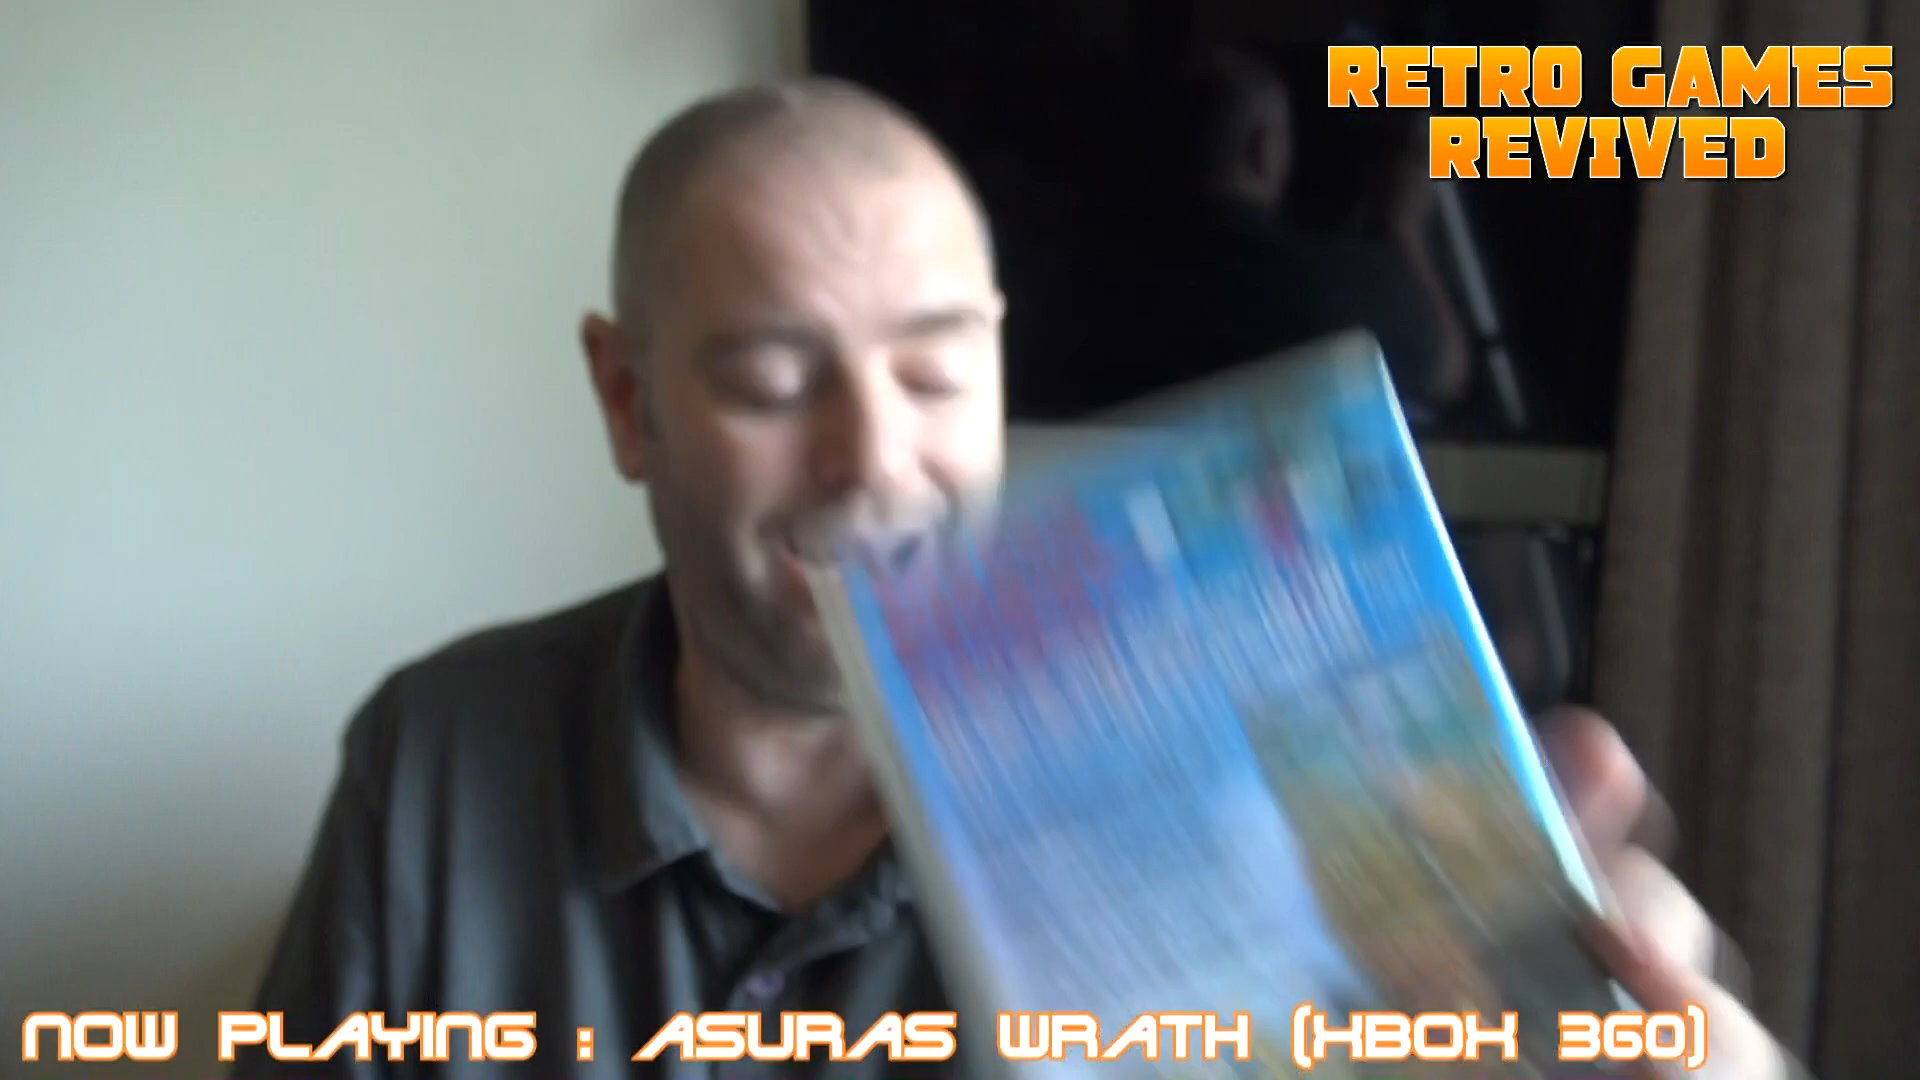 RETRO GAMES
REVIVED
NOW PLAYING : ASURAS WRATH (XBOX 360)